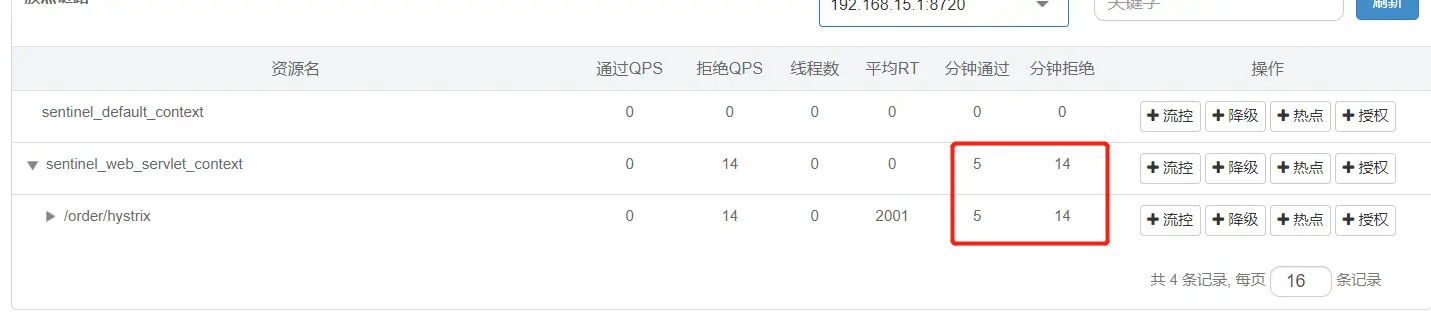 簇点链路 192.168.15.1:8720 关键字 刷新
资源名 通过QPS 拒绝QPS 线程数 平均RT 分钟通过 分钟拒绝 操作
sentinel_default_context 0 0 0 0 0 0 +流控 +降级 +热点 +授权
sentinel_web_servlet_context 0 14 0 0 5 14 +流控 +降级 +热点 +授权
/order/hystrix 0 14 0 2001 5 14 +流控 +降级 +热点 +授权
共 4 条记录, 每页 16 条记录